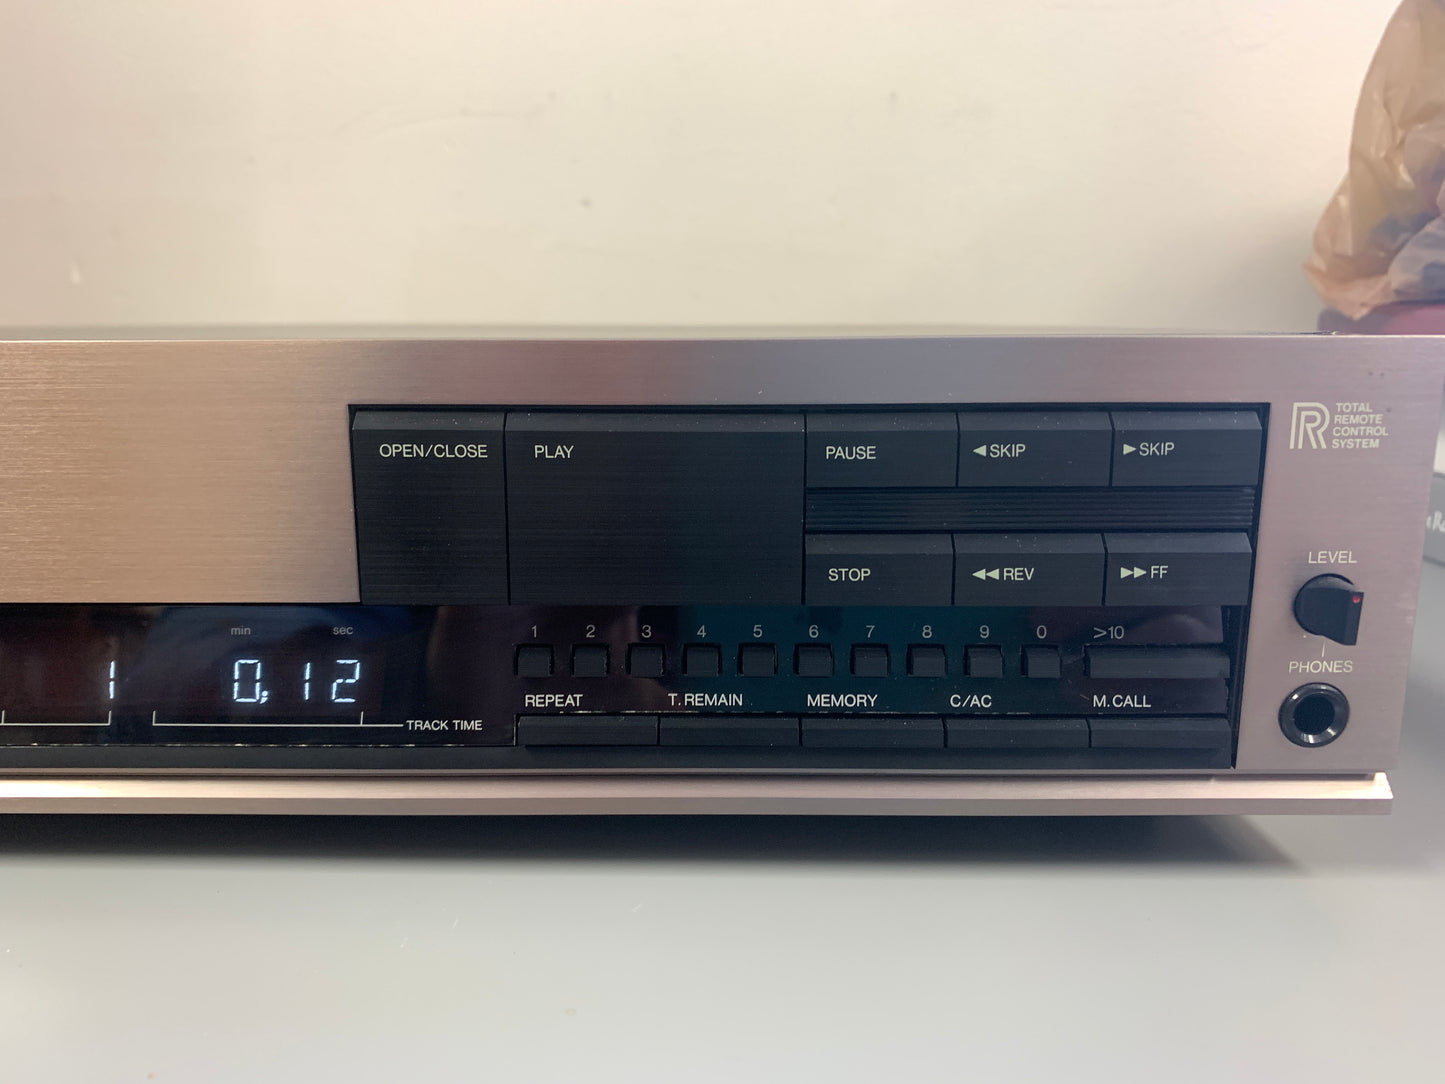 OPEN/CLOSE PLAY PAUSE ◀SKIP ▶SKIP
R TOTAL
REMOTE
CONTROL
SYSTEM
STOP ◀◀REV ▶▶FF
LEVEL
PHONES
min sec
1 0,12
TRACK TIME
1 2 3 4 5 6 7 8 9 0 >10
REPEAT T.REMAIN MEMORY C/AC M.CALL